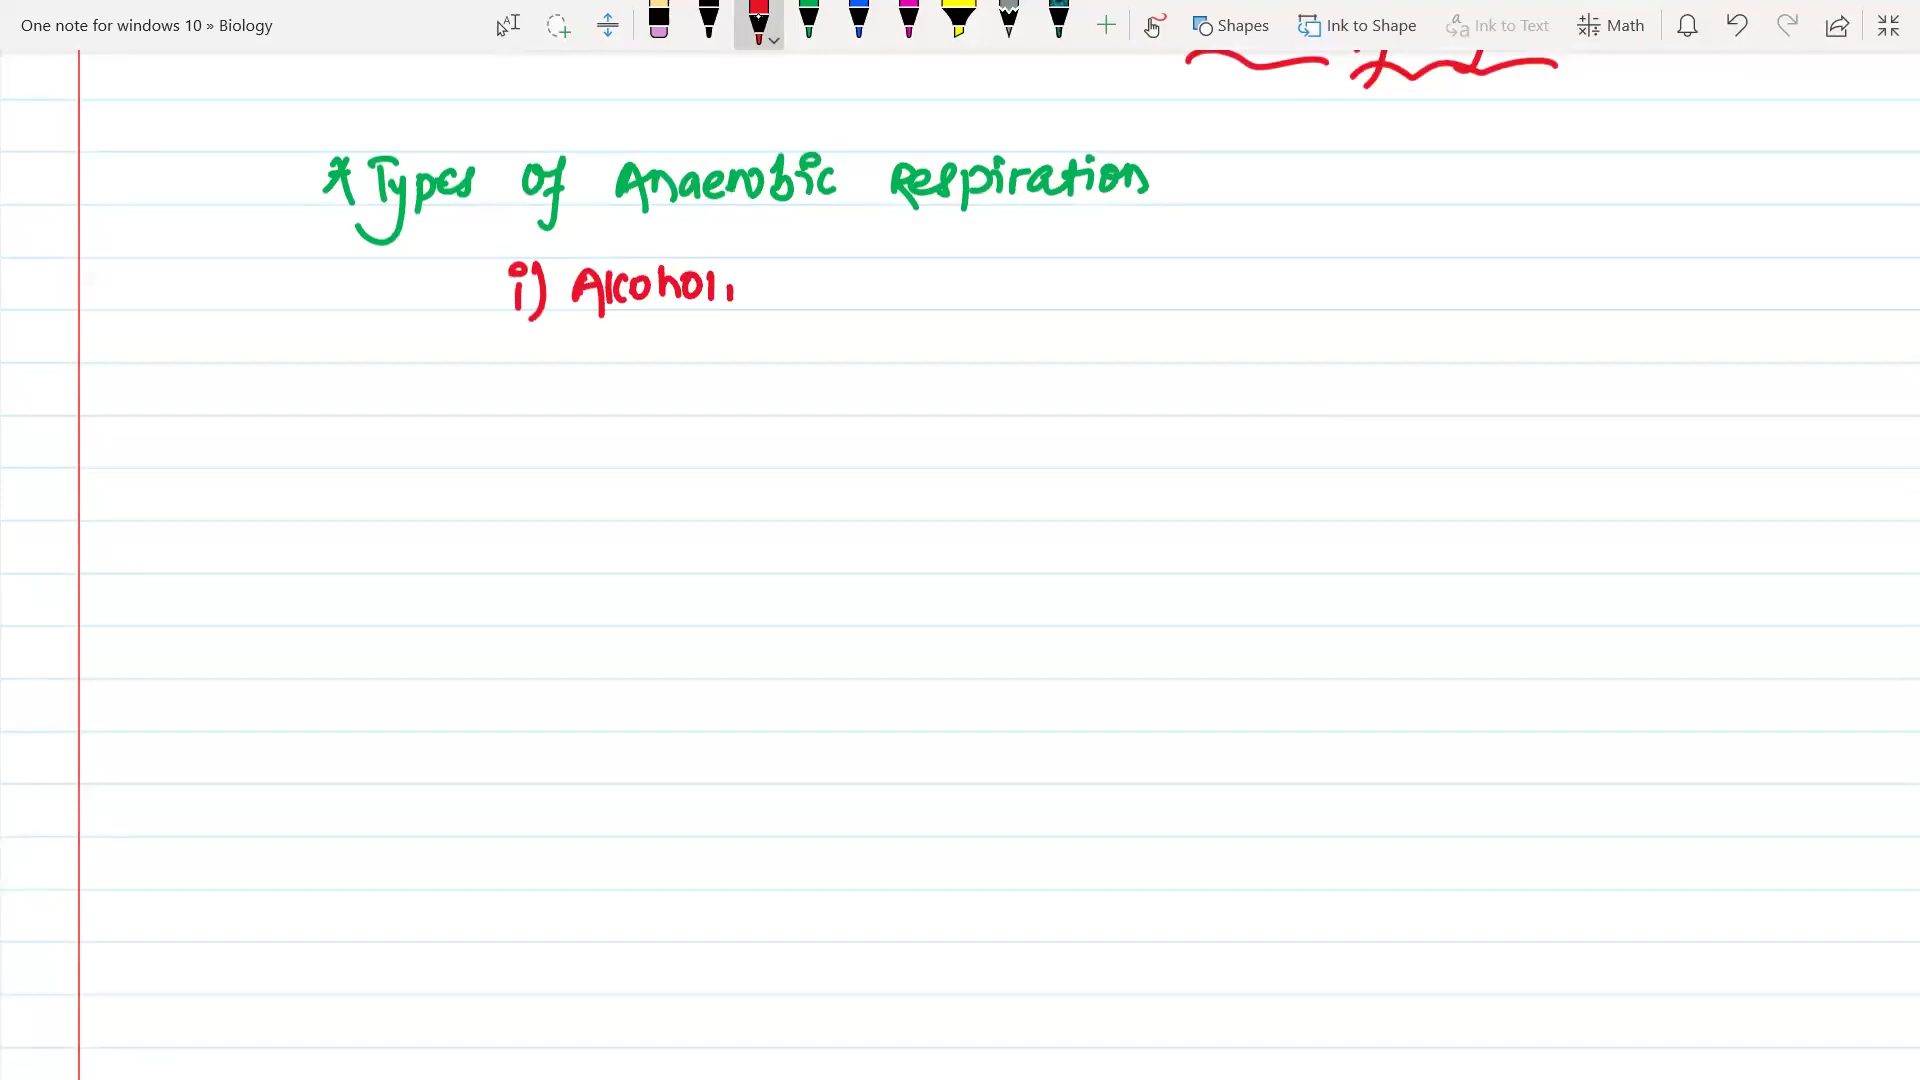 One note for windows 10 » Biology Shapes Ink to Shape Ink to Text Math
* Types of Anaerobic Respiration
i) Alcohol